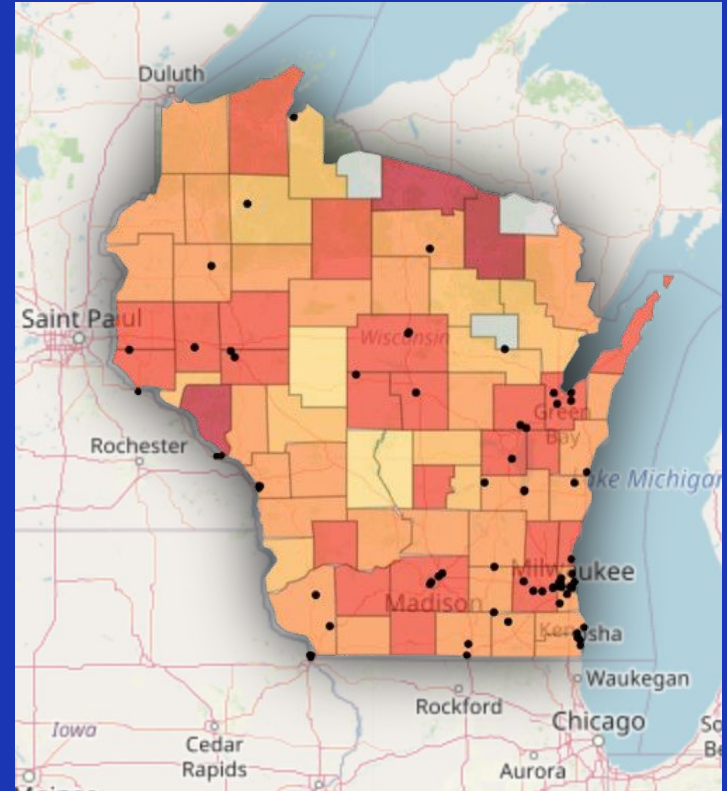 Duluth
Saint Paul
Wisconsin
Rochester
Green
Bay
Lake Michigan
Milwaukee
Madison
Kenosha
Waukegan
Rockford
Chicago
Iowa
Cedar
Rapids
Aurora